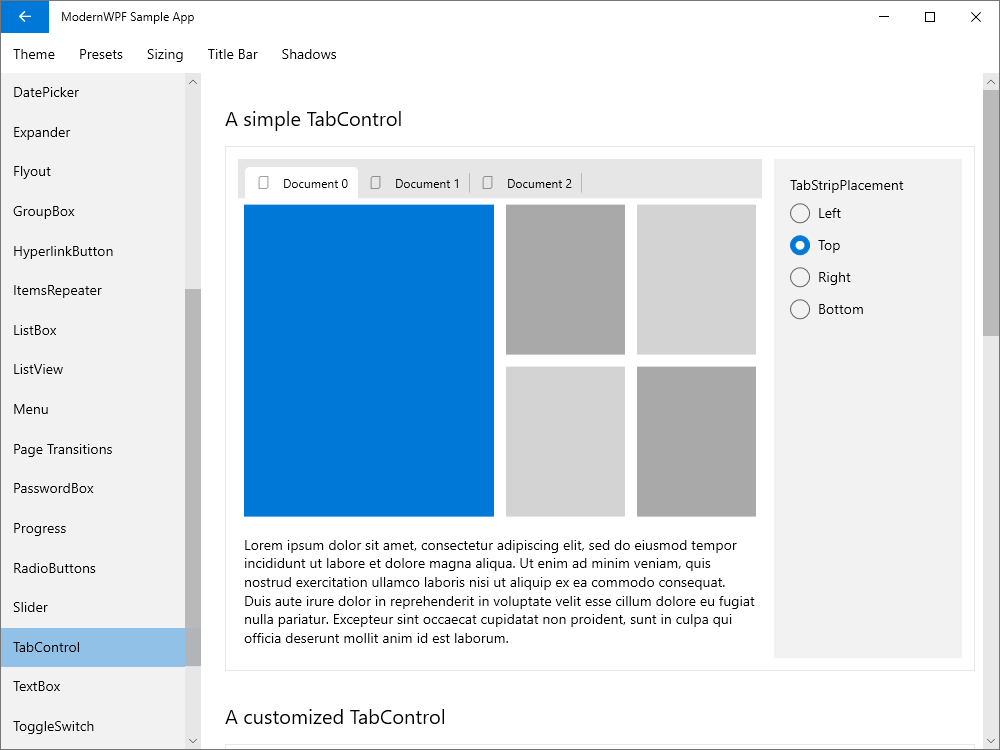 ModernWPF Sample App
Theme Presets Sizing Title Bar Shadows
DatePicker
Expander
Flyout
GroupBox
HyperlinkButton
ItemsRepeater
ListBox
ListView
Menu
Page Transitions
PasswordBox
Progress
RadioButtons
Slider
TabControl
TextBox
ToggleSwitch
A simple TabControl
Document 0 Document 1 Document 2
Lorem ipsum dolor sit amet, consectetur adipiscing elit, sed do eiusmod tempor
incididunt ut labore et dolore magna aliqua. Ut enim ad minim veniam, quis
nostrud exercitation ullamco laboris nisi ut aliquip ex ea commodo consequat.
Duis aute irure dolor in reprehenderit in voluptate velit esse cillum dolore eu fugiat
nulla pariatur. Excepteur sint occaecat cupidatat non proident, sunt in culpa qui
officia deserunt mollit anim id est laborum.
TabStripPlacement
Left
Top
Right
Bottom
A customized TabControl